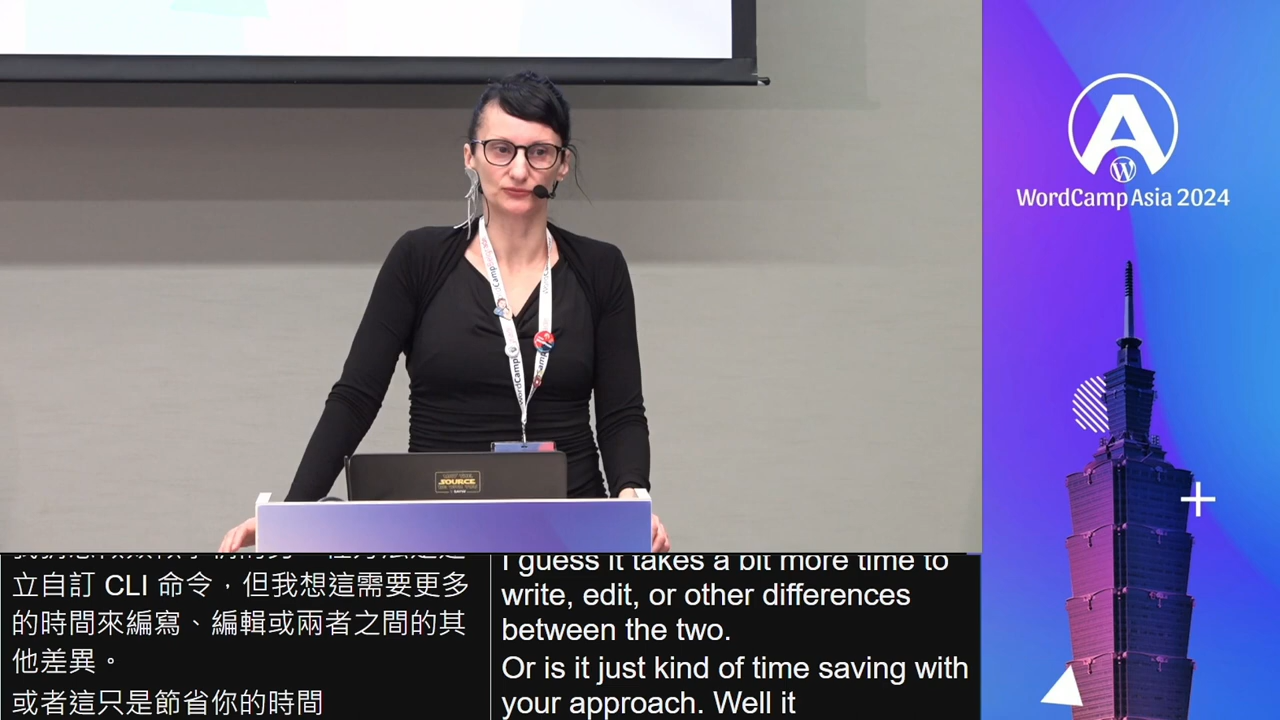 WordCamp Asia 2024
SOURCE
立自訂 CLI 命令，但我想這需要更多
的時間來編寫、編輯或兩者之間的其
他差異。
或者這只是節省你的時間
I guess it takes a bit more time to
write, edit, or other differences
between the two.
Or is it just kind of time saving with
your approach. Well it